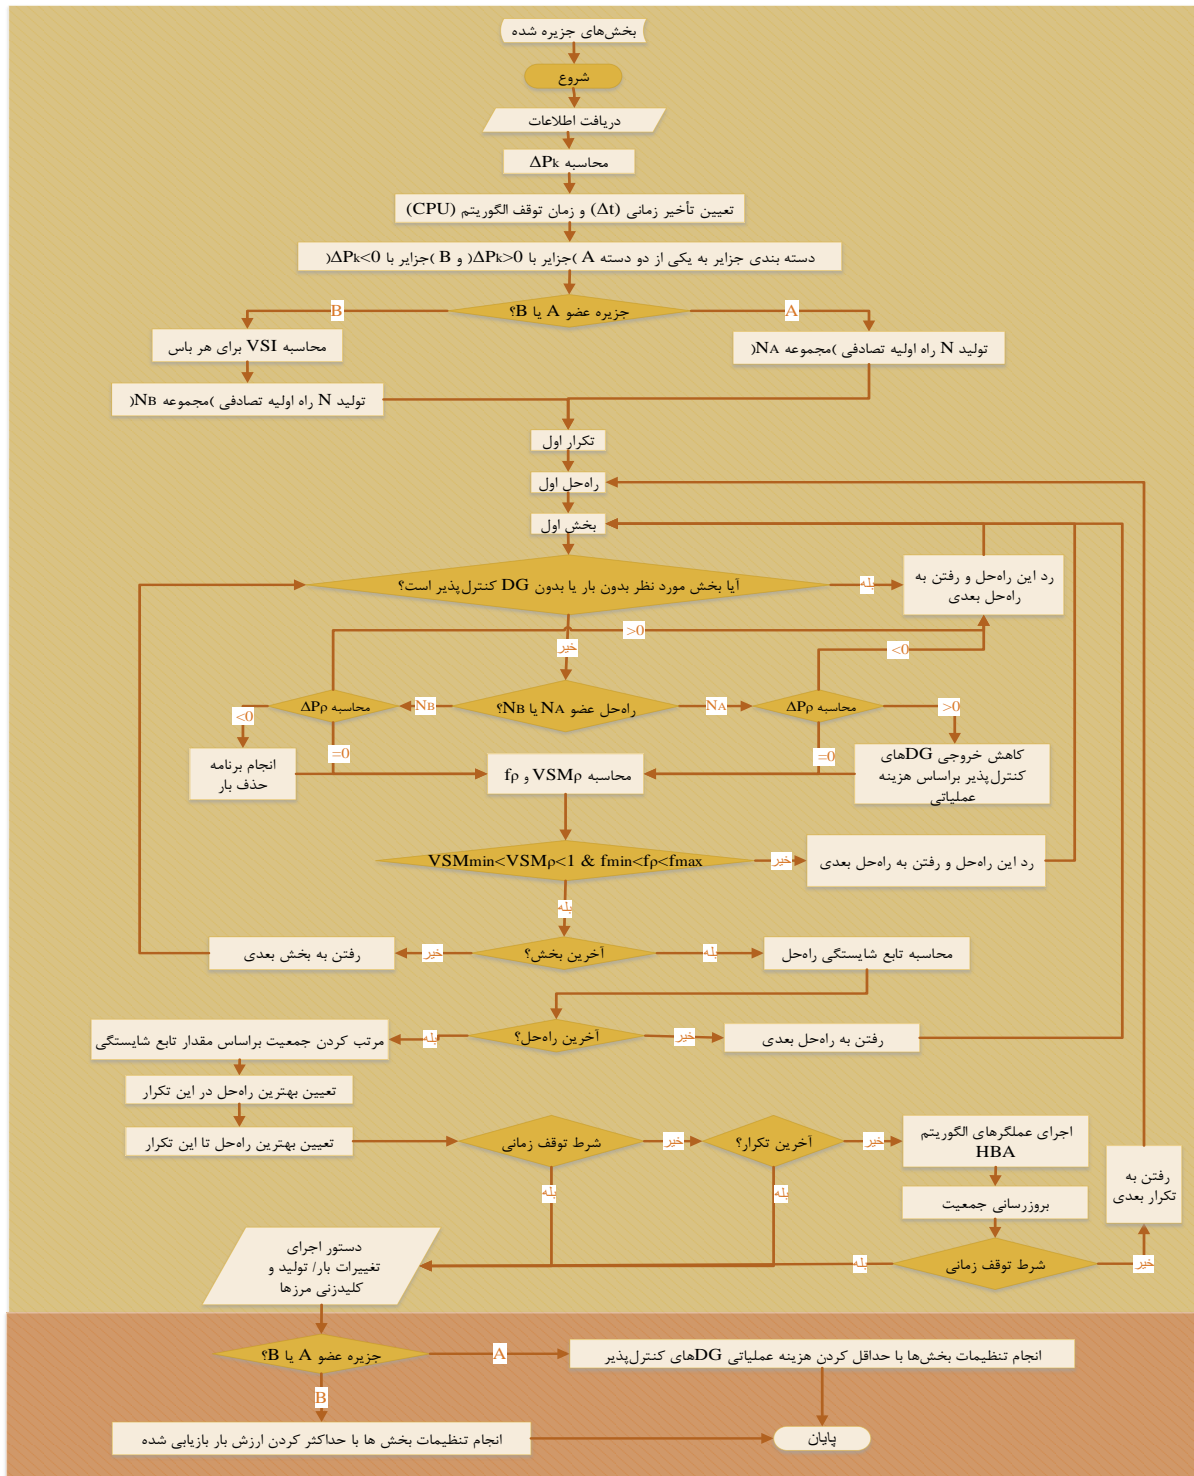 بخش‌های جزیره شده
شروع
دریافت اطلاعات
محاسبه ΔPk
تعیین تأخیر زمانی (Δt) و زمان توقف الگوریتم (CPU)
دسته بندی جزایر به یکی از دو دسته A )جزایر با ΔPk>0( و B )جزایر با ΔPk<0(
جزیره عضو A یا B؟
B
A
محاسبه VSI برای هر باس
تولید N راه اولیه تصادفی )مجموعه NA(
تولید N راه اولیه تصادفی )مجموعه NB(
تکرار اول
راه‌حل اول
بخش اول
آیا بخش مورد نظر بدون بار یا بدون DG کنترل‌پذیر است؟
بله
رد این راه‌حل و رفتن به
راه‌حل بعدی
>0
خیر
<0
محاسبه ΔPρ
NB
راه‌حل عضو NA یا NB؟
NA
محاسبه ΔPρ
<0
>0
=0
=0
انجام برنامه
حذف بار
محاسبه VSMρ و fρ
کاهش خروجی DGهای
کنترل‌پذیر براساس هزینه
عملیاتی
VSMmin<VSMρ<1 & fmin<fρ<fmax
خیر
رد این راه‌حل و رفتن به راه‌حل بعدی
بله
رفتن به بخش بعدی
خیر
آخرین بخش؟
بله
محاسبه تابع شایستگی راه‌حل
مرتب کردن جمعیت براساس مقدار تابع شایستگی
بله
آخرین راه‌حل؟
خیر
رفتن به راه‌حل بعدی
تعیین بهترین راه‌حل در این تکرار
تعیین بهترین راه‌حل تا این تکرار
شرط توقف زمانی
خیر
آخرین تکرار؟
خیر
اجرای عملگرهای الگوریتم
HBA
رفتن به
تکرار بعدی
بله
بله
بروزرسانی جمعیت
دستور اجرای
تغییرات بار/ تولید و
کلیدزنی مرزها
بله
شرط توقف زمانی
خیر
جزیره عضو A یا B؟
A
انجام تنظیمات بخش‌ها با حداقل کردن هزینه عملیاتی DGهای کنترل‌پذیر
B
انجام تنظیمات بخش ها با حداکثر کردن ارزش بار بازیابی شده
پایان